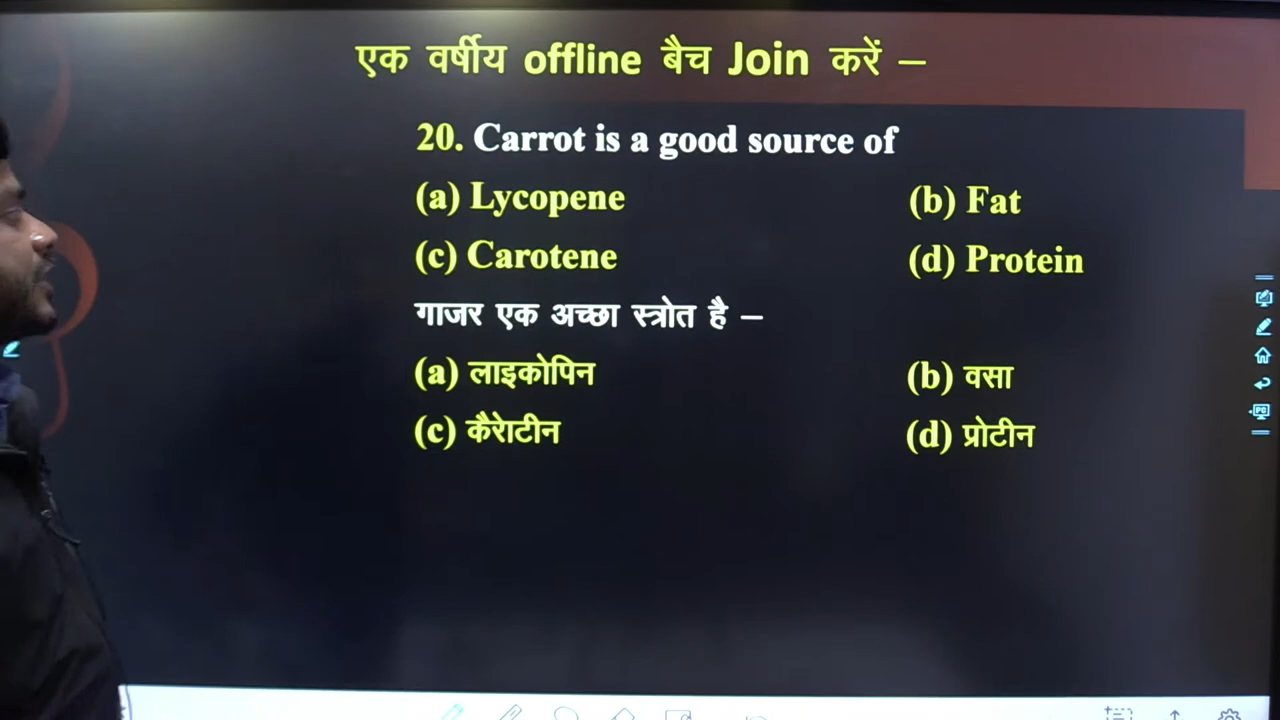 एक वर्षीय offline बैच Join करें –
20. Carrot is a good source of
(a) Lycopene (b) Fat
(c) Carotene (d) Protein
गाजर एक अच्छा स्त्रोत है –
(a) लाइकोपिन (b) वसा
(c) कैरोटीन (d) प्रोटीन